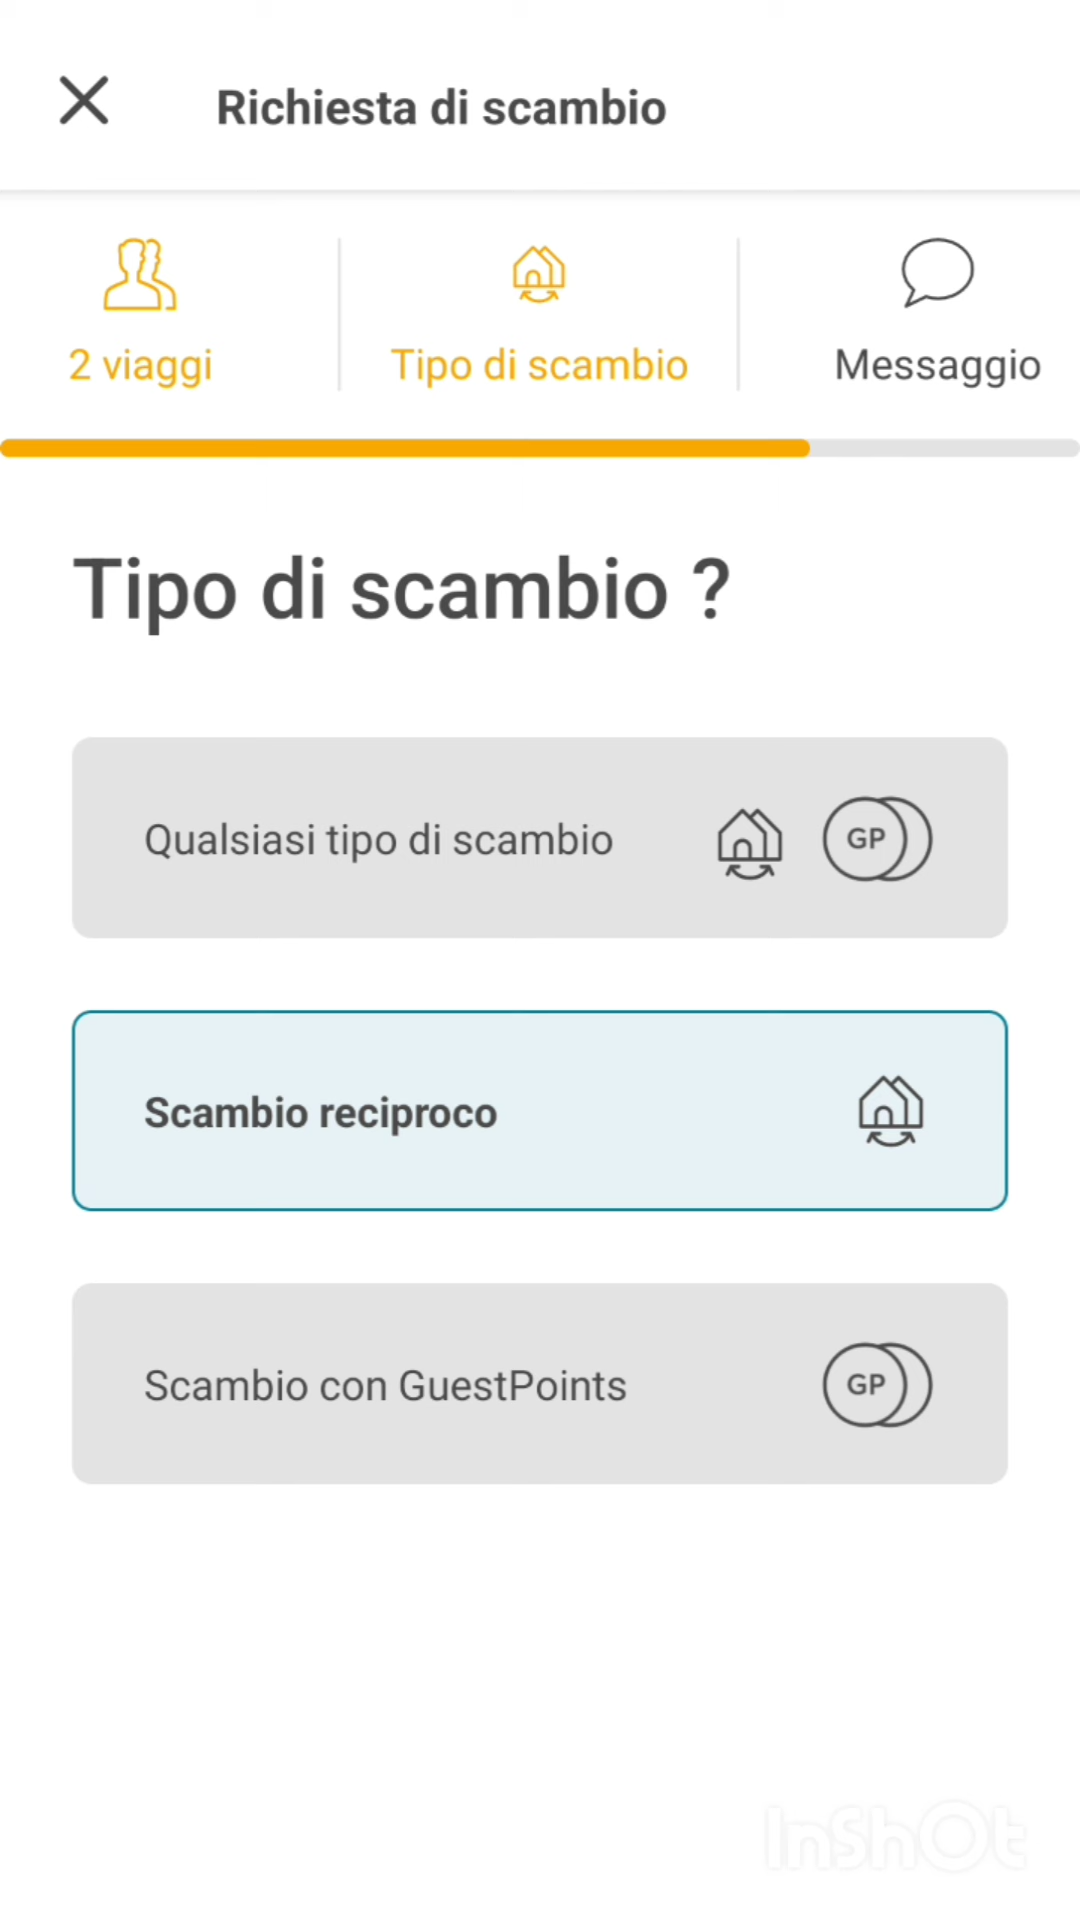 Richiesta di scambio
2 viaggi
Tipo di scambio
Messaggio
Tipo di scambio ?
Qualsiasi tipo di scambio GP
Scambio reciproco
Scambio con GuestPoints GP
InShOt